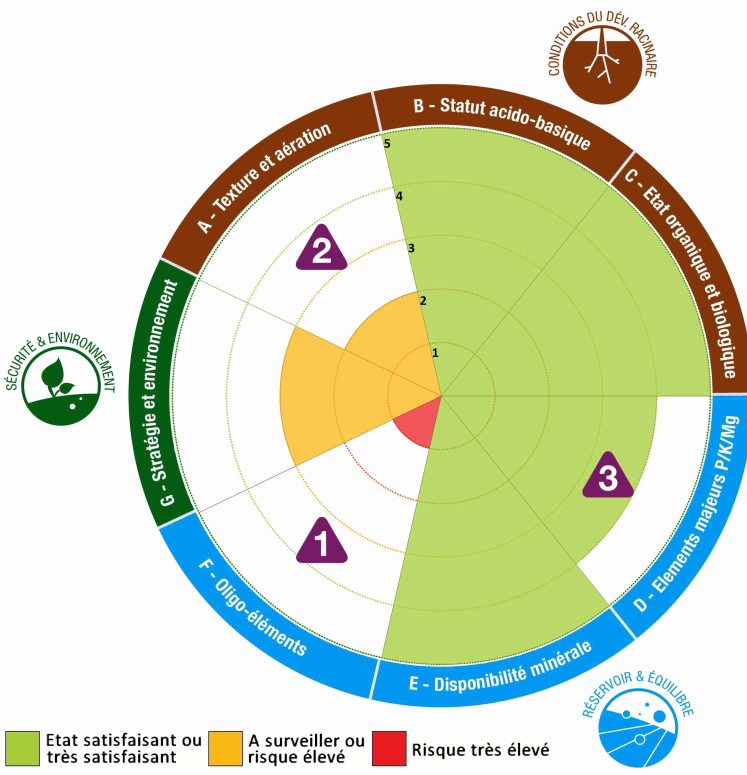 CONDITIONS DU DÉV. RACINAIRE
B - Statut acido-basique
A - Texture et aération
C - Etat organique et biologique
5
4
3
2
1
2
SÉCURITÉ & ENVIRONNEMENT
G - Stratégie et environnement
3
D - Elements majeurs P/K/Mg
1
F - Oligo-éléments
E - Disponibilité minérale
RÉSERVOIR & ÉQUILIBRE
Etat satisfaisant ou
très satisfaisant
A surveiller ou
risque élevé
Risque très élevé